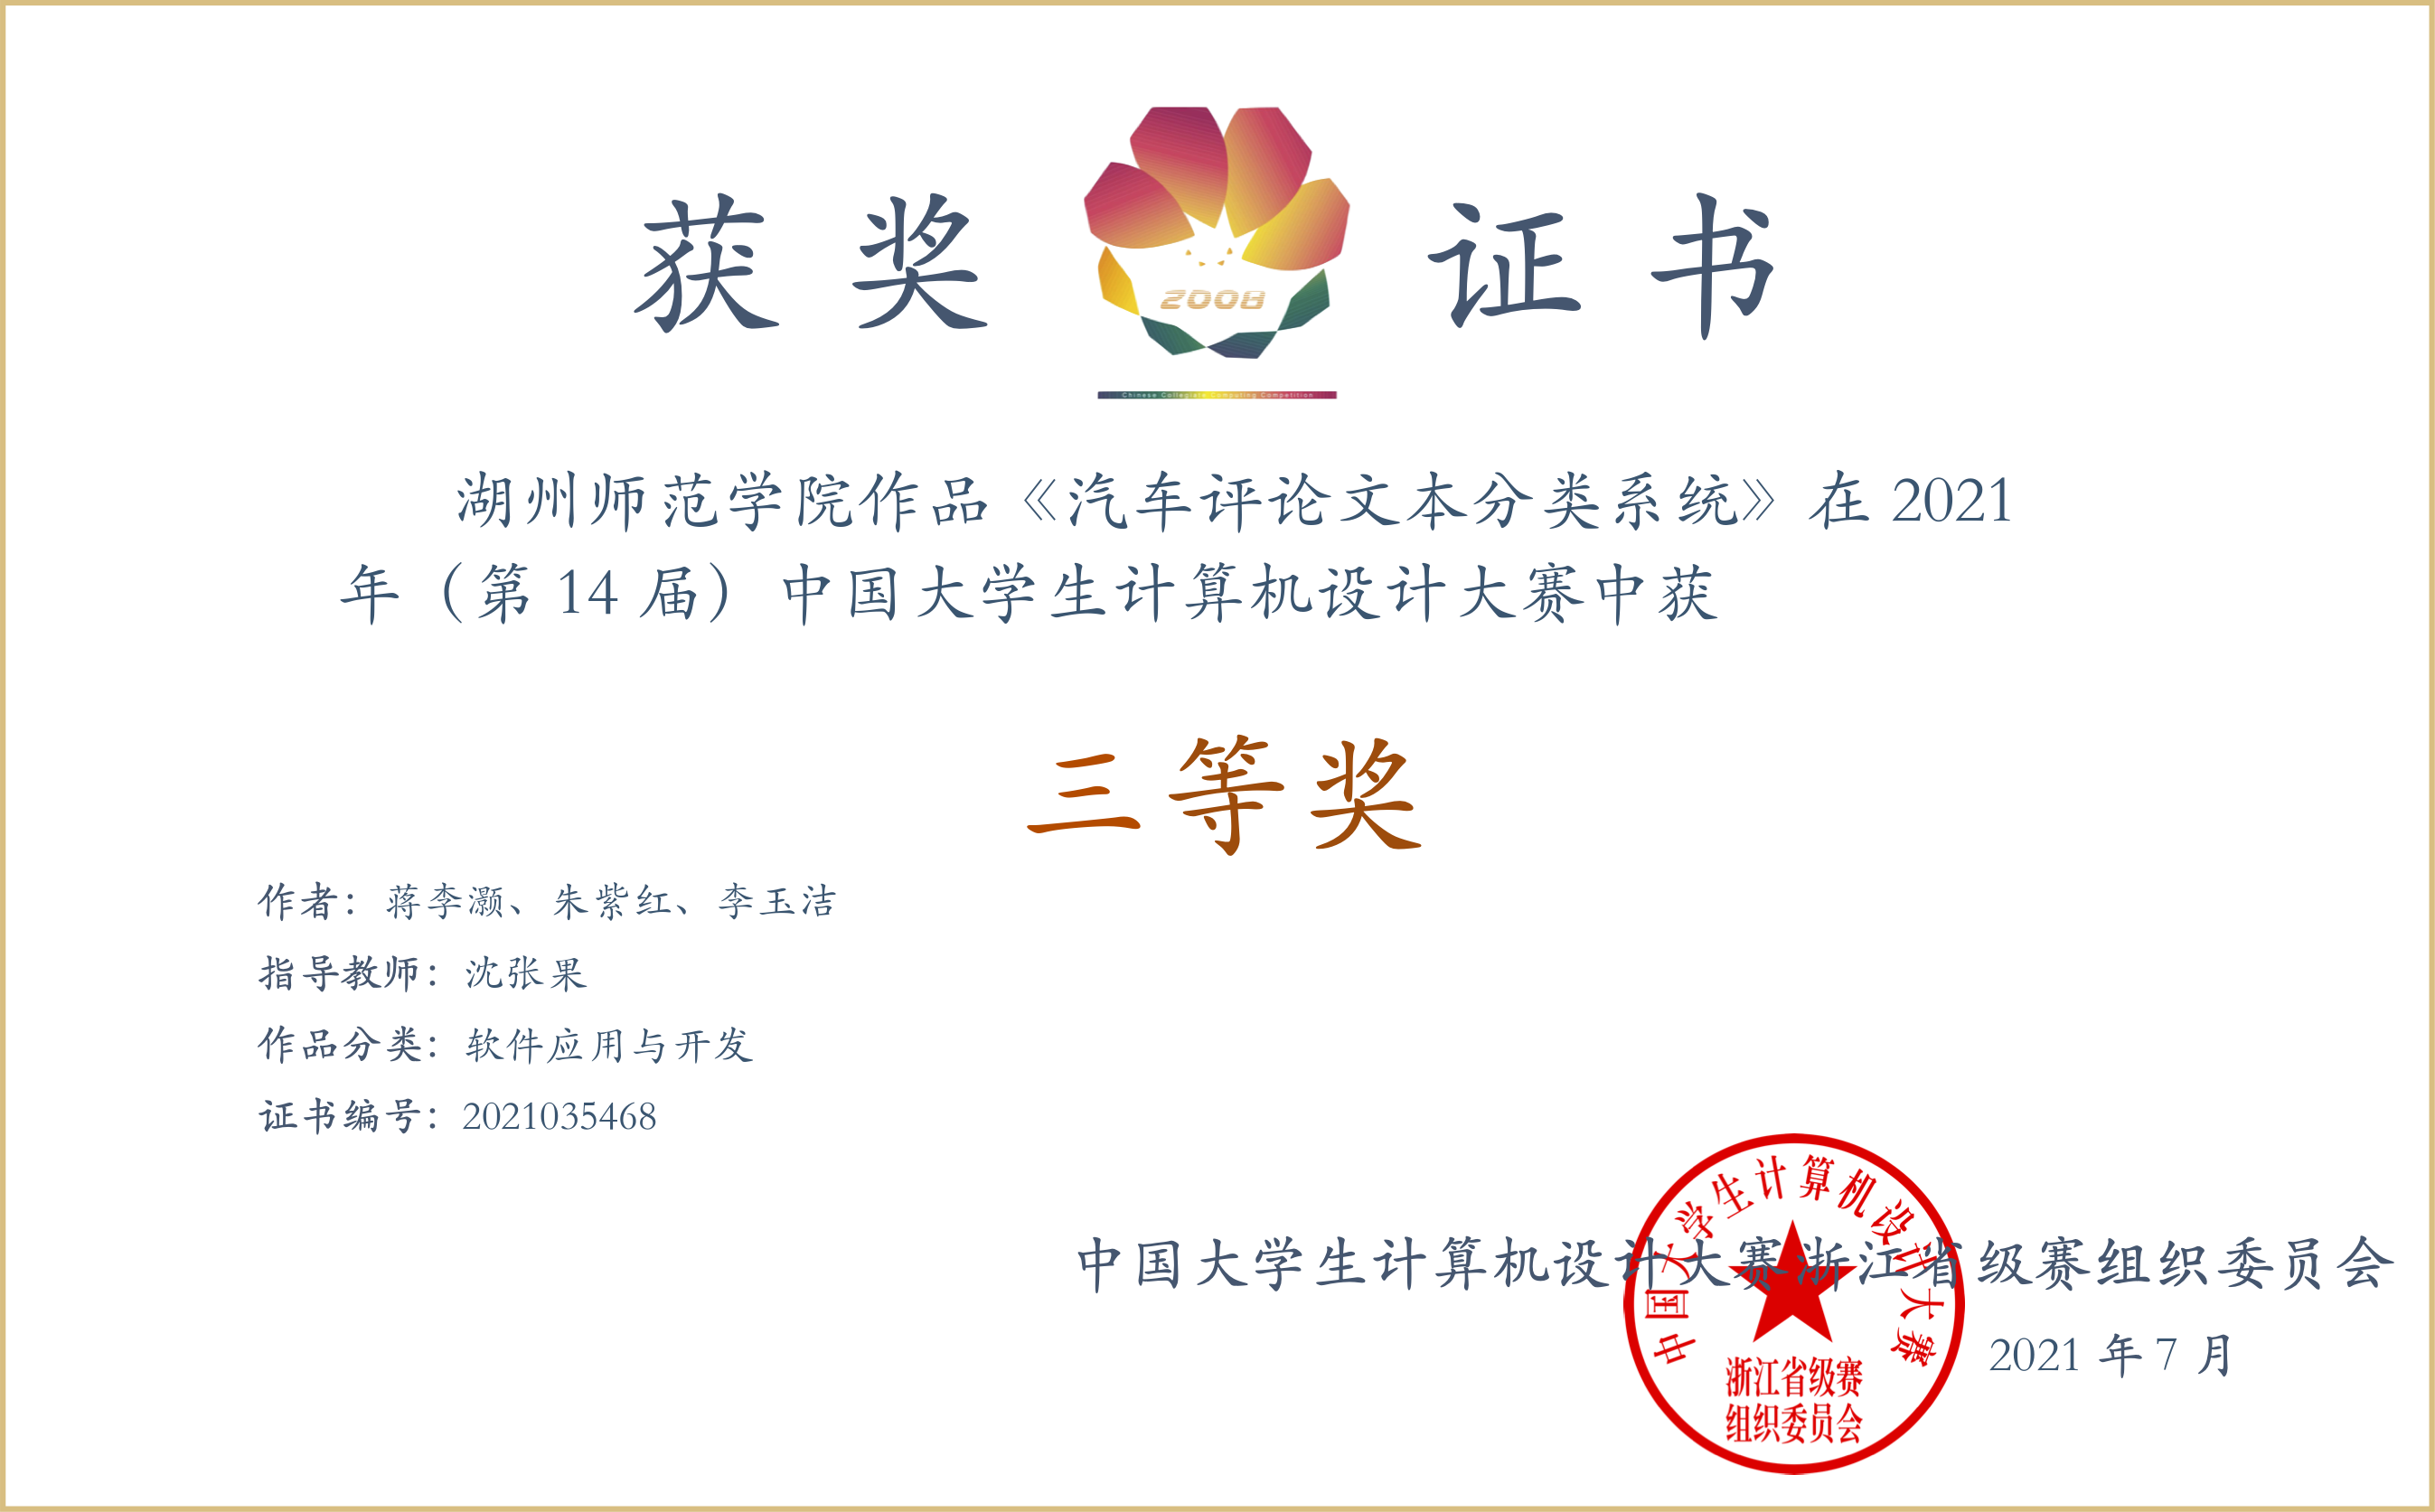 获奖 证书
2008
Chinese Collegiate Computing Competition
湖州师范学院作品《汽车评论文本分类系统》在 2021
年（第 14 届）中国大学生计算机设计大赛中获
三等奖
作者：蒋李灏、朱紫红、李玉洁
指导教师：沈张果
作品分类：软件应用与开发
证书编号：2021035468
中国大学生计算机设计大赛浙江省级赛组织委员会
2021 年 7 月
中国大学生计算机设计大赛
浙江省级赛
组织委员会